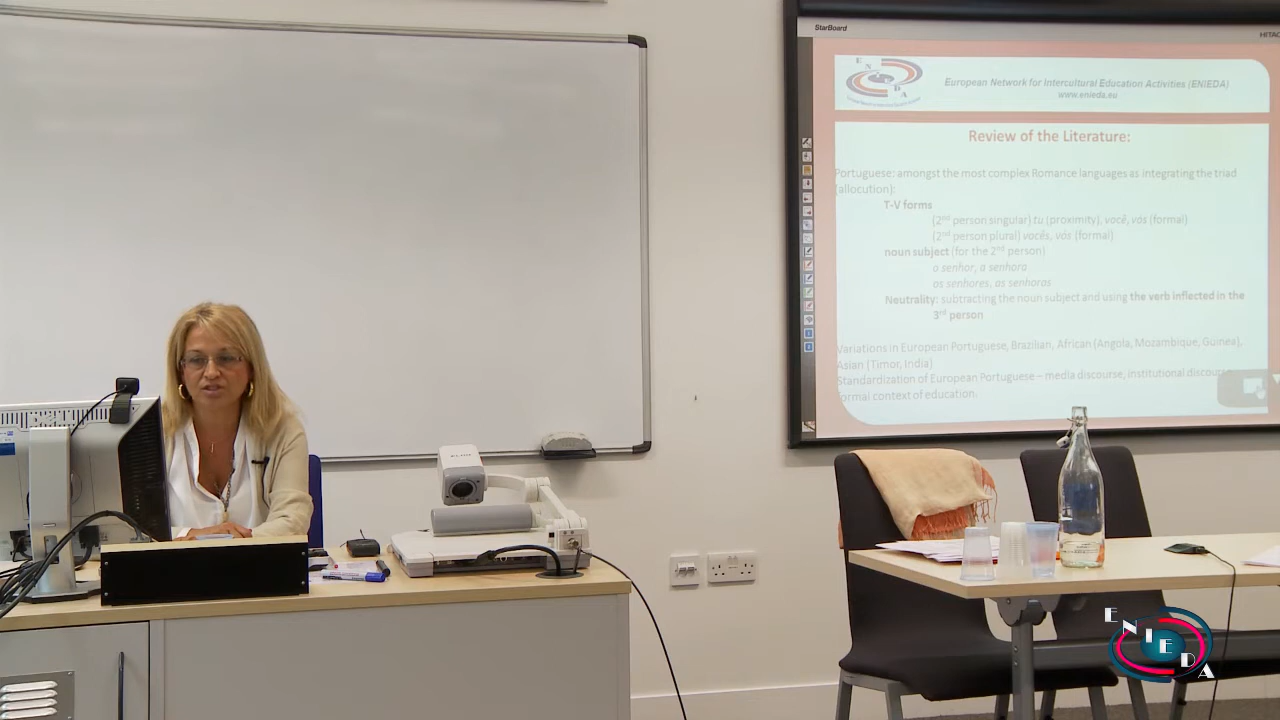 StarBoard
HITAC
E N I E D A
European Network for Intercultural Education Activities (ENIEDA)
www.enieda.eu
Review of the Literature:
Portuguese: amongst the most complex Romance languages as integrating the triad
(allocution):
T-V forms
(2nd person singular) tu (proximity), você, vós (formal)
(2nd person plural) vocês, vós (formal)
noun subject (for the 2nd person)
o senhor, a senhora
os senhores, as senhoras
Neutrality: subtracting the noun subject and using the verb inflected in the
3rd person
Variations in European Portuguese, Brazilian, African (Angola, Mozambique, Guinea),
Asian (Timor, India)
Standardization of European Portuguese – media discourse, institutional discourse,
formal context of education.
ENIEDA